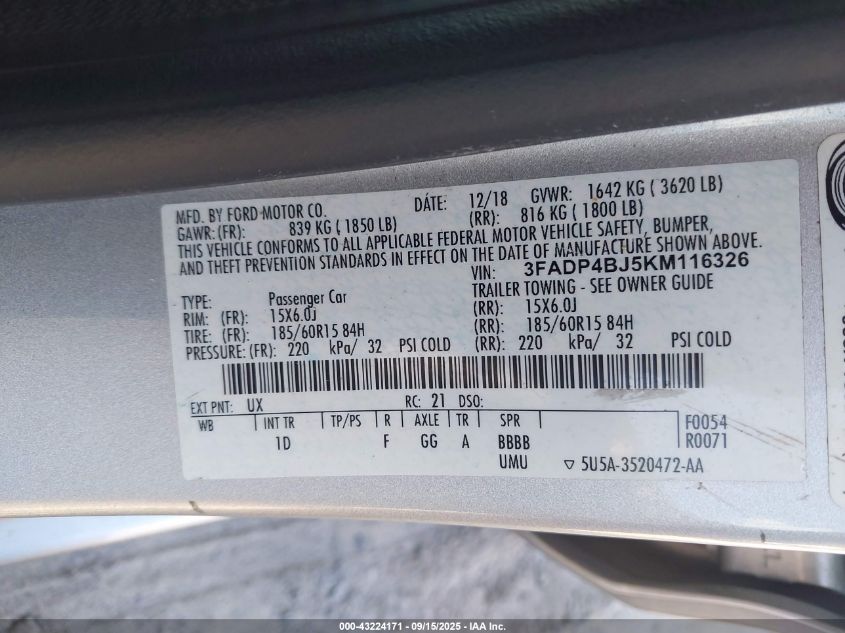 MFD. BY FORD MOTOR CO. DÁTE: 12/18 GVWR: 1642 KG ( 3620 LB)
GAWR: (FR): 839 KG ( 1850 LB) (RR): 816 KG ( 1800 LB)
THIS VEHICLE CONFORMS TO ALL APPLICABLE FEDERAL MOTOR VEHICLE SAFETY, BUMPER,
AND THEFT PREVENTION STANDARDS IN EFFECT ON THE DATE OF MANUFACTURE SHOWN ABOVE.
VIN: 3FADP4BJ5KM116326
TYPE: Passenger Car TRAILER TOWING - SEE OWNER GUIDE
RIM: (FR): 15X6.0J (RR): 15X6.0J
TIRE: (FR): 185/60R15 84H (RR): 185/60R15 84H
PRESSURE: (FR): 220 kPa/ 32 PSI COLD (RR): 220 kPa/ 32 PSI COLD
EXT PNT: UX RC: 21 DSO:
WB INT TR TP/PS R AXLE TR SPR F0054
1D F GG A BBBB R0071
UMU 5U5A-3520472-AA
000-43224171 - 09/15/2025 - IAA Inc.